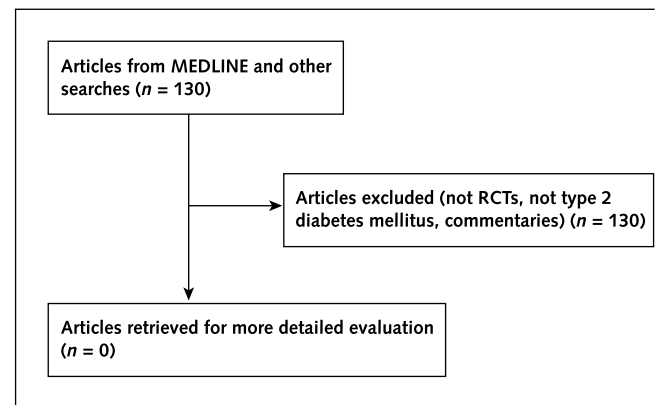 Articles from MEDLINE and other
searches (n = 130)
Articles excluded (not RCTs, not type 2
diabetes mellitus, commentaries) (n = 130)
Articles retrieved for more detailed evaluation
(n = 0)